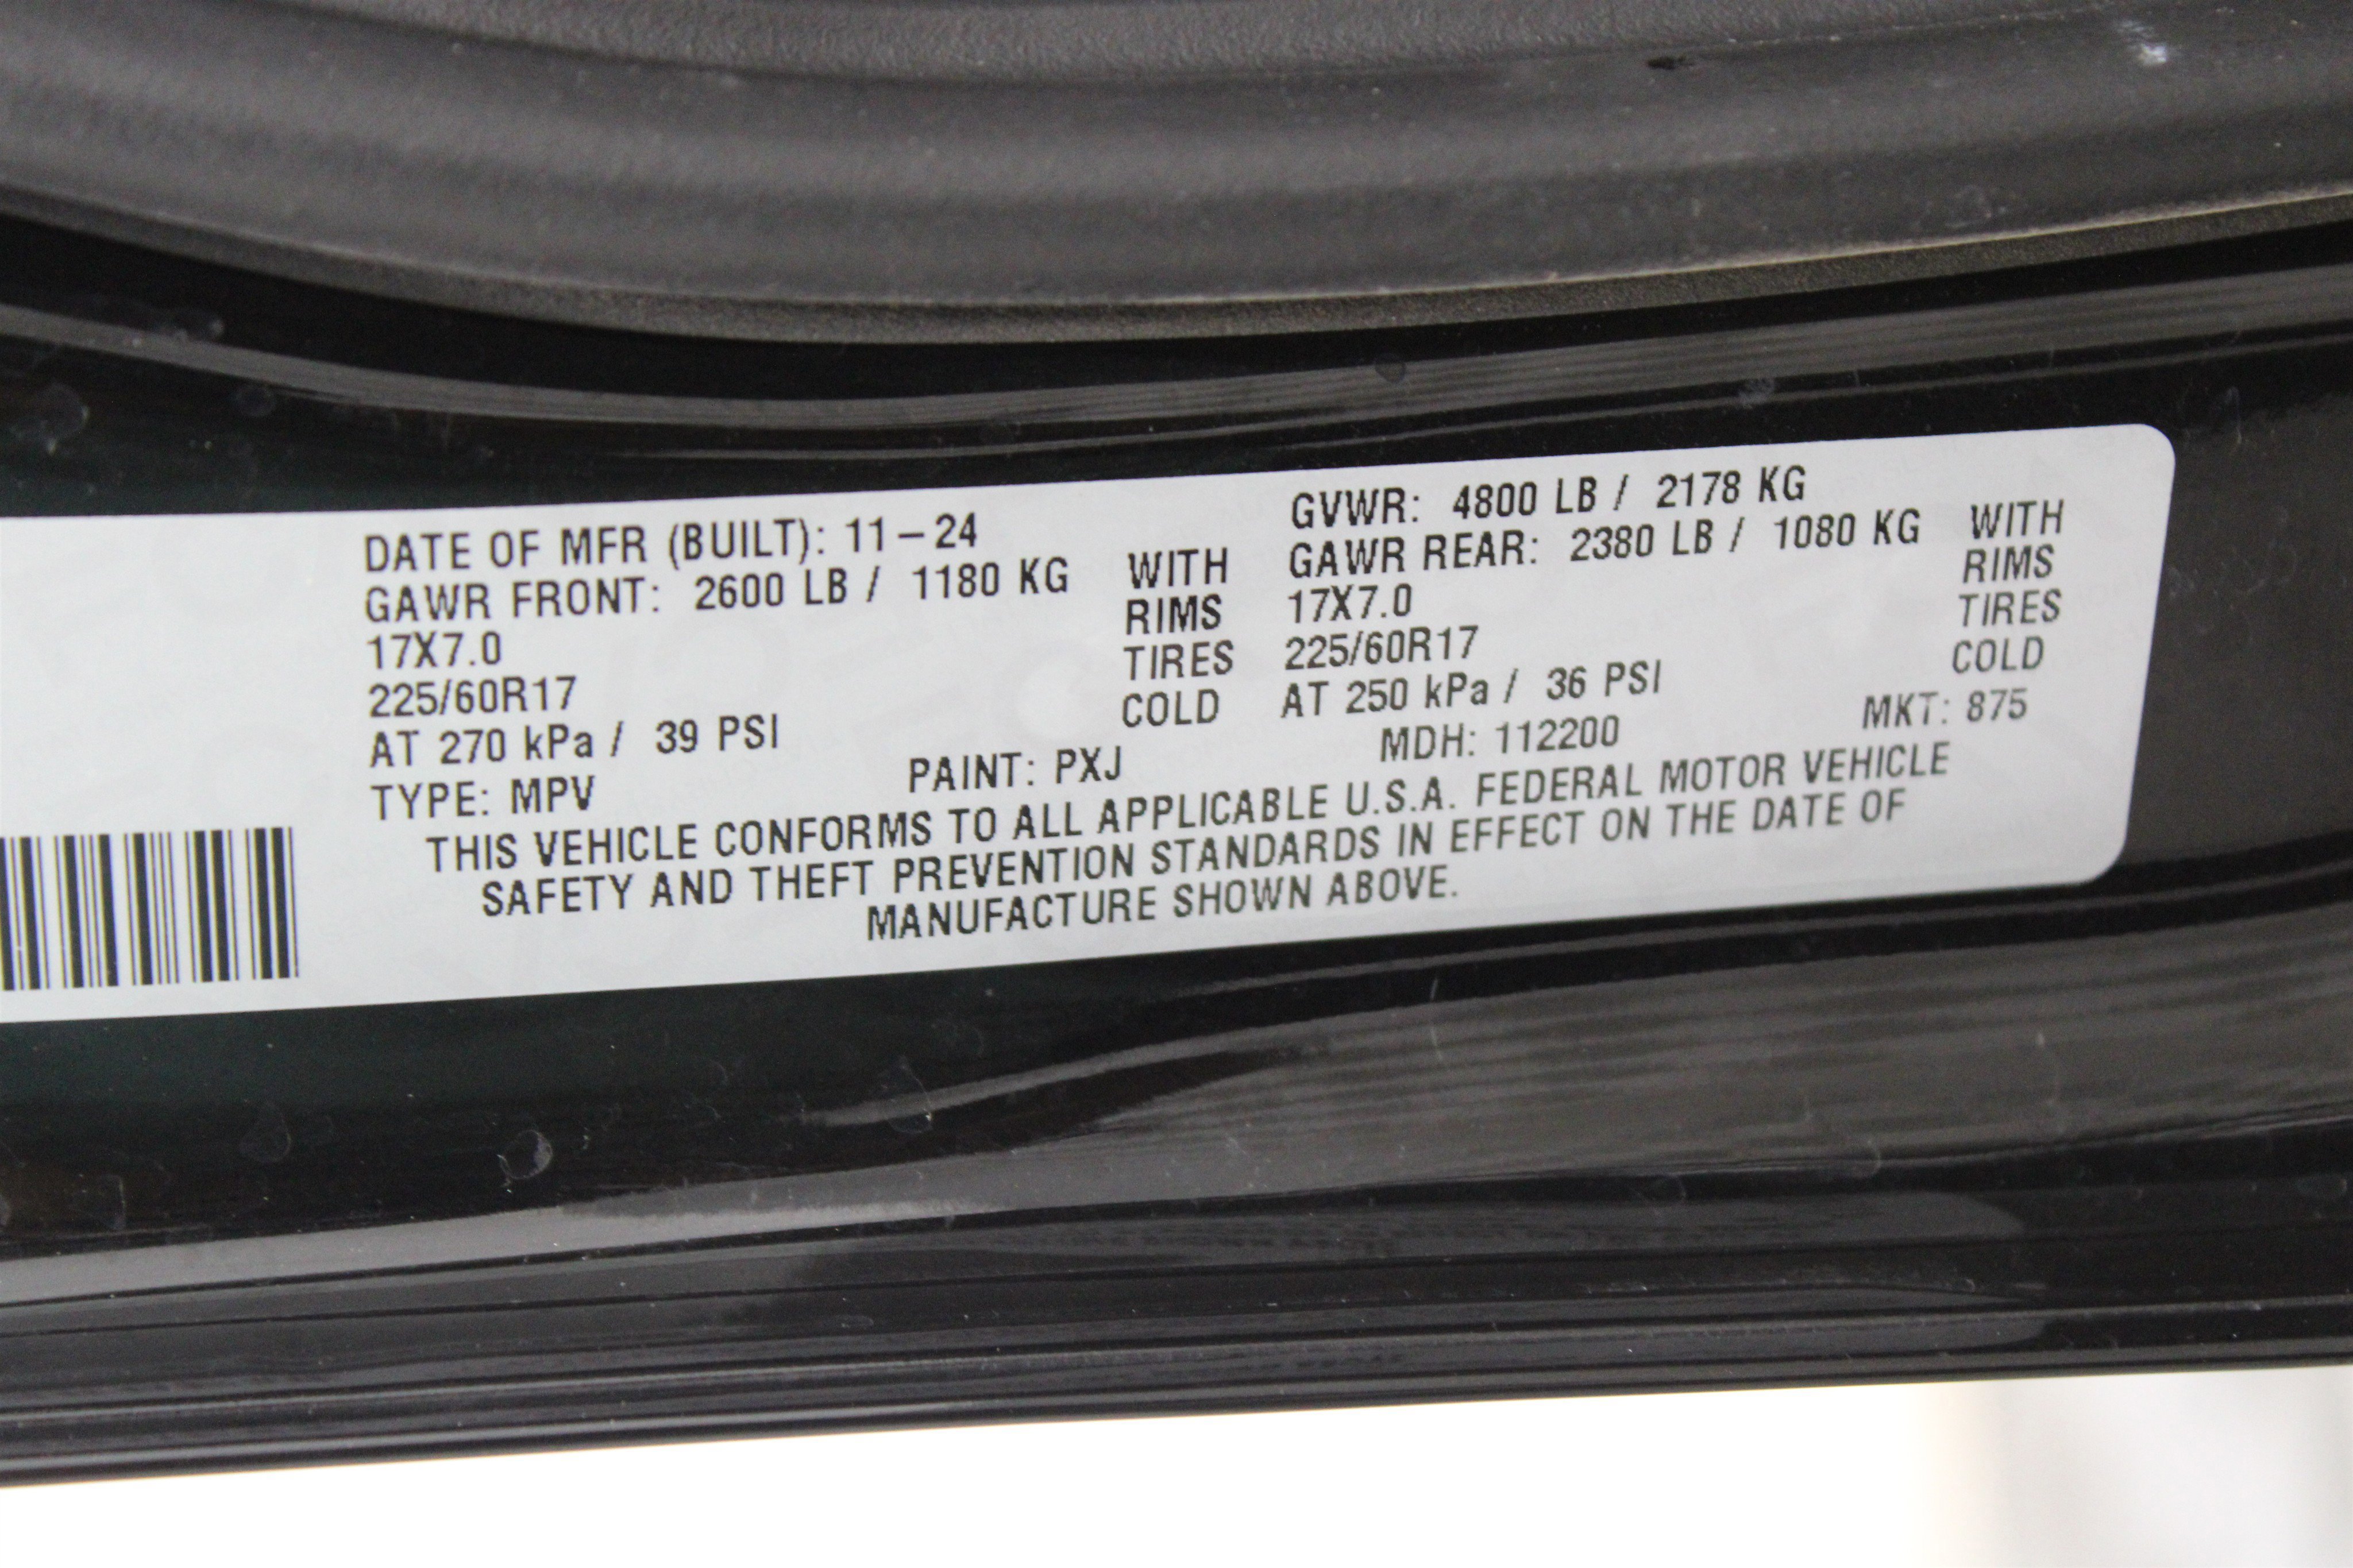 DATE OF MFR (BUILT): 11-24 GVWR: 4800 LB / 2178 KG
GAWR FRONT: 2600 LB / 1180 KG WITH GAWR REAR: 2380 LB / 1080 KG WITH
17X7.0 RIMS 17X7.0 RIMS
225/60R17 TIRES 225/60R17 TIRES
AT 270 kPa / 39 PSI COLD AT 250 kPa / 36 PSI COLD
TYPE: MPV PAINT: PXJ MDH: 112200 MKT: 875
THIS VEHICLE CONFORMS TO ALL APPLICABLE U.S.A. FEDERAL MOTOR VEHICLE
SAFETY AND THEFT PREVENTION STANDARDS IN EFFECT ON THE DATE OF
MANUFACTURE SHOWN ABOVE.